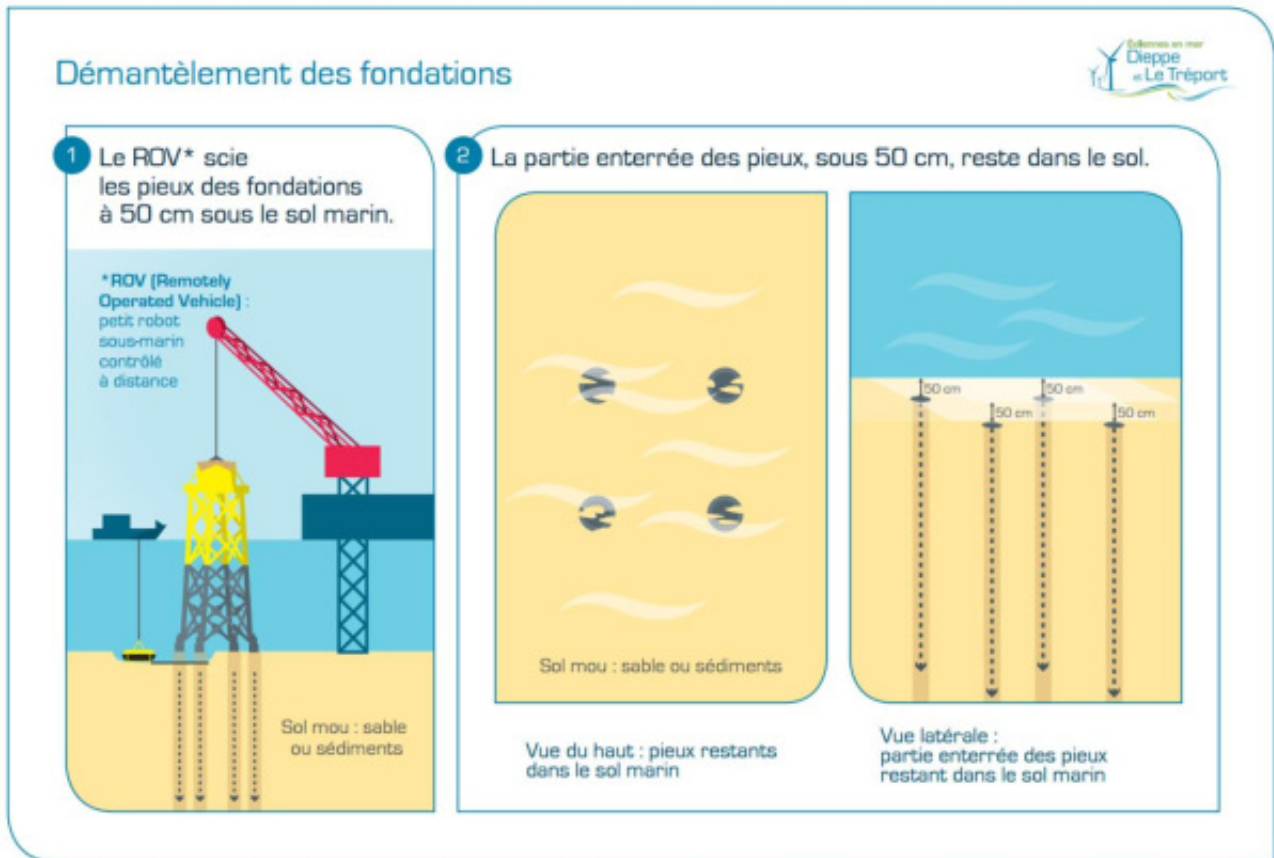 Démantèlement des fondations
Éoliennes en mer
Dieppe
et Le Tréport
1 Le ROV* scie
les pieux des fondations
à 50 cm sous le sol marin.
*ROV (Remotely
Operated Vehicle) :
petit robot
sous-marin
contrôlé
à distance
Sol mou : sable
ou sédiments
2 La partie enterrée des pieux, sous 50 cm, reste dans le sol.
Sol mou : sable ou sédiments
Vue du haut : pieux restants
dans le sol marin
50 cm
50 cm
50 cm
50 cm
Vue latérale :
partie enterrée des pieux
restant dans le sol marin